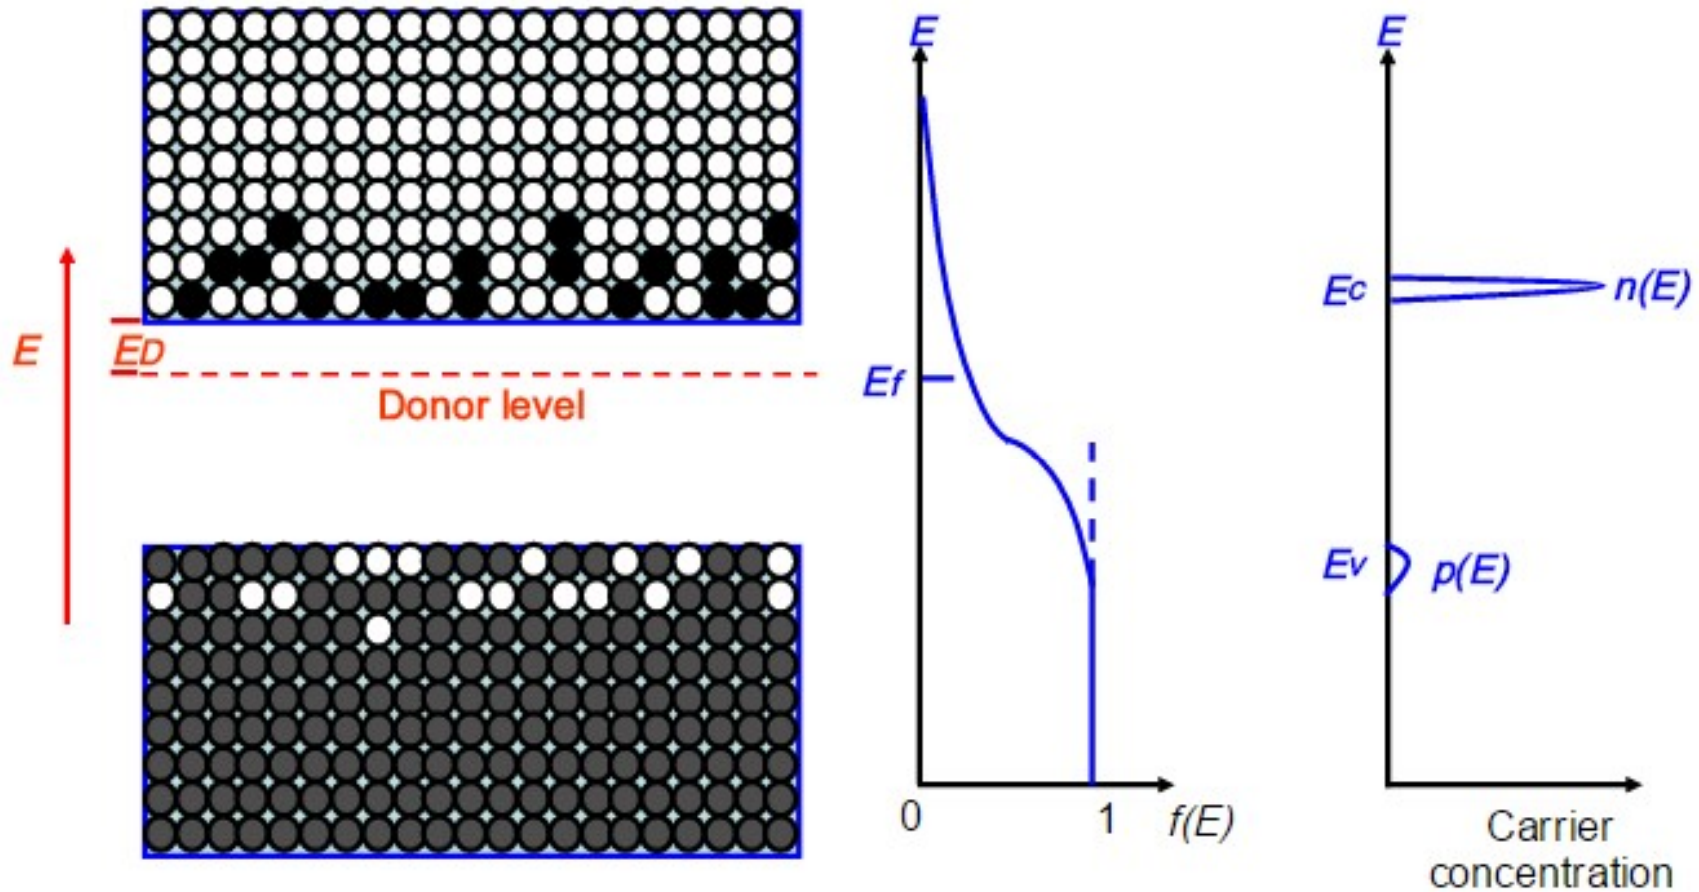 E
ED
Donor level
E
Ef
0
1
f(E)
E
Ec
n(E)
Ev
p(E)
Carrier
concentration